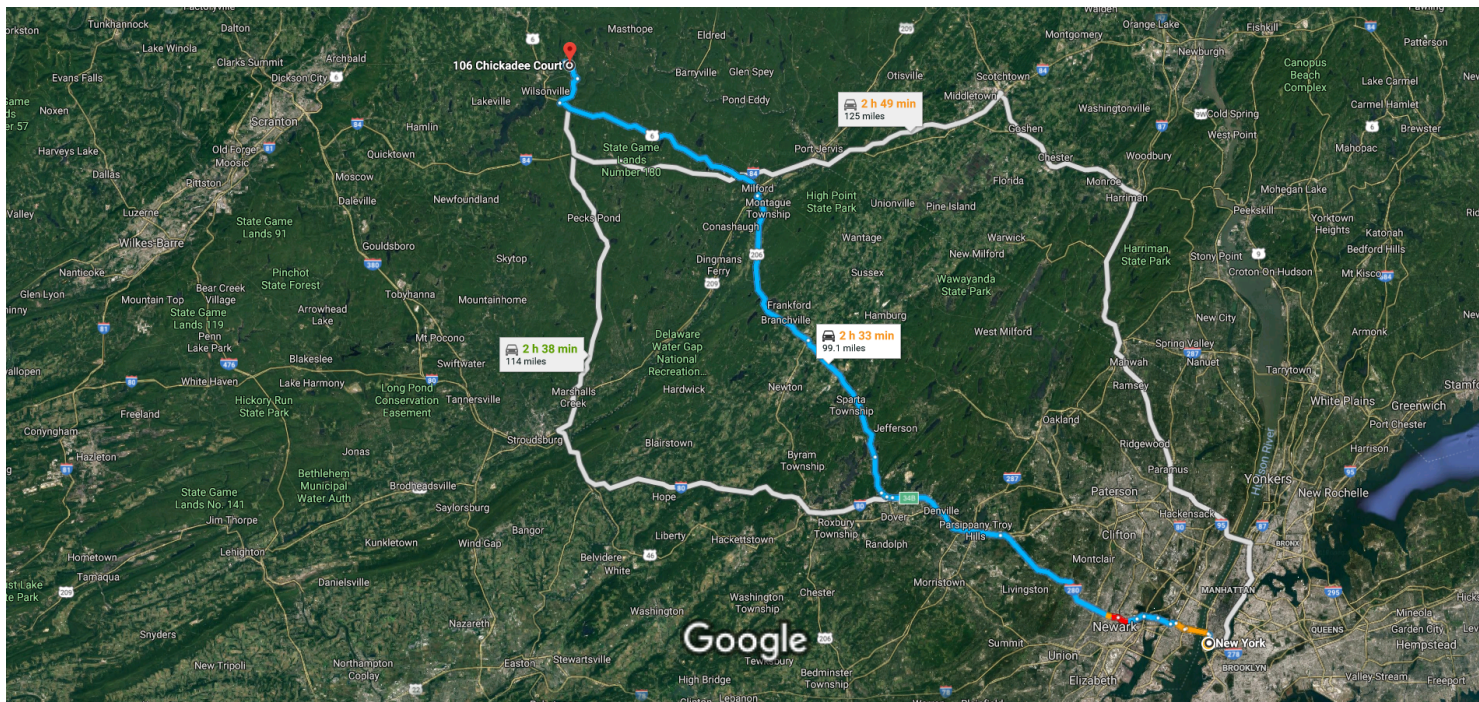 Tunkhannock
Factoryville
Dalton
Masthope
Eldred
Walden
Orange Lake
Fishkill
Pawling
Lake Winola
Archbald
Montgomery
Newburgh
Patterson
Clarks Summit
Dickson City
106 Chickadee Court
Barryville
Glen Spey
Otisville
Scotchtown
Canopus
Beach
Complex
Lake Carmel
Evans Falls
Wilsonville
Lakeville
Pond Eddy
2 h 49 min
125 miles
Middletown
Washingtonville
Cold Spring
Carmel Hamlet
Noxen
Scranton
Hamlin
Goshen
West Point
Brewster
Harveys Lake
Old Forge
Moosic
Quicktown
State Game
Lands
Number 180
Port Jervis
Chester
Woodbury
Mahopac
Dallas
Pittston
Moscow
Daleville
Newfoundland
Milford
Montague
Township
High Point
State Park
Florida
Monroe
Harriman
Mohegan Lake
Luzerne
State Game
Lands 91
Pecks Pond
Conashaugh
Unionville
Pine Island
Peekskill
Yorktown
Heights
Katonah
Wilkes-Barre
Gouldsboro
Skytop
Dingmans
Ferry
Wantage
Warwick
New Milford
Harriman
State Park
Stony Point
Bedford Hills
Nanticoke
Pinchot
State Forest
Sussex
Wawayanda
State Park
Croton On Hudson
Mt Kisco
Glen Lyon
Mountain Top
Bear Creek
Village
Tobyhanna
Mountainhome
Frankford
Branchville
Hamburg
New City
State Game
Lands 119
Arrowhead
Lake
Penn
Lake Park
Mt Pocono
2 h 38 min
114 miles
Delaware
Water Gap
National
Recreation...
2 h 33 min
99.1 miles
West Milford
Spring Valley
Nanuet
Armonk
Blakeslee
Swiftwater
Mahwah
Ramsey
Tarrytown
White Haven
Lake Harmony
Long Pond
Conservation
Easement
Tannersville
Marshalls
Creek
Hardwick
Newton
Sparta
Township
White Plains
Greenwich
Freeland
Hickory Run
State Park
Oakland
Port Chester
Conyngham
Stroudsburg
Blairstown
Jefferson
Ridgewood
Harrison
Hazleton
Jonas
Byram
Township
Paramus
Hudson River
Yonkers
Bethlehem
Municipal
Water Auth
Brodheadsville
Hope
Paterson
New Rochelle
State Game
Lands No. 141
Saylorsburg
34B
Denville
Hackensack
Jim Thorpe
Bangor
Roxbury
Township
Dover
Parsippany-Troy
Hills
Clifton
BRONX
Hometown
Lehighton
Kunkletown
Wind Gap
Liberty
Hackettstown
Randolph
Montclair
Tamaqua
Belvidere
White
Danielsville
Morristown
Livingston
MANHATTAN
Washington
Township
Chester
Washington
Mineola
Snyders
Nazareth
Newark
QUEENS
Garden City
Google
Summit
New York
Hempstead
New Tripoli
Northampton
Coplay
Easton
Stewartsville
Union
BROOKLYN
Bedminster
Township
High Bridge
Elizabeth
Valley Stream
Freeport